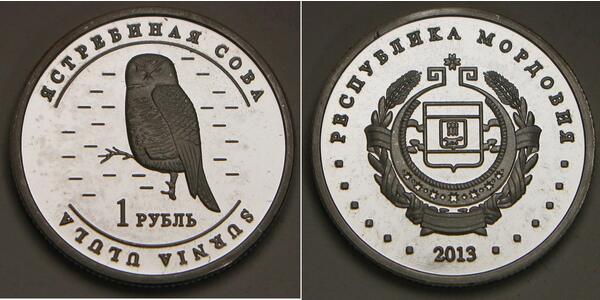 ЯСТРЕБИНАЯ СОВА
1 РУБЛЬ
SURNIA ULULA
РЕСПУБЛИКА МОРДОВИЯ
2013